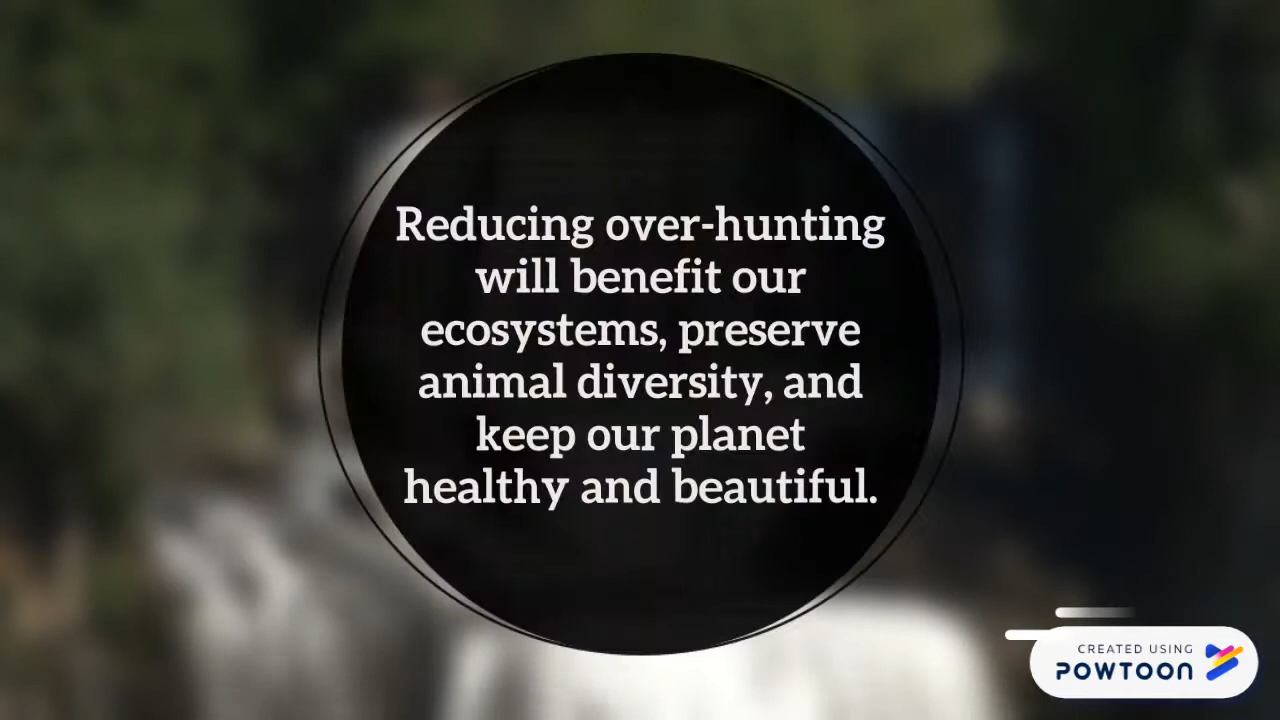 Reducing over-hunting
will benefit our
ecosystems, preserve
animal diversity, and
keep our planet
healthy and beautiful.
CREATED USING
POWTOON